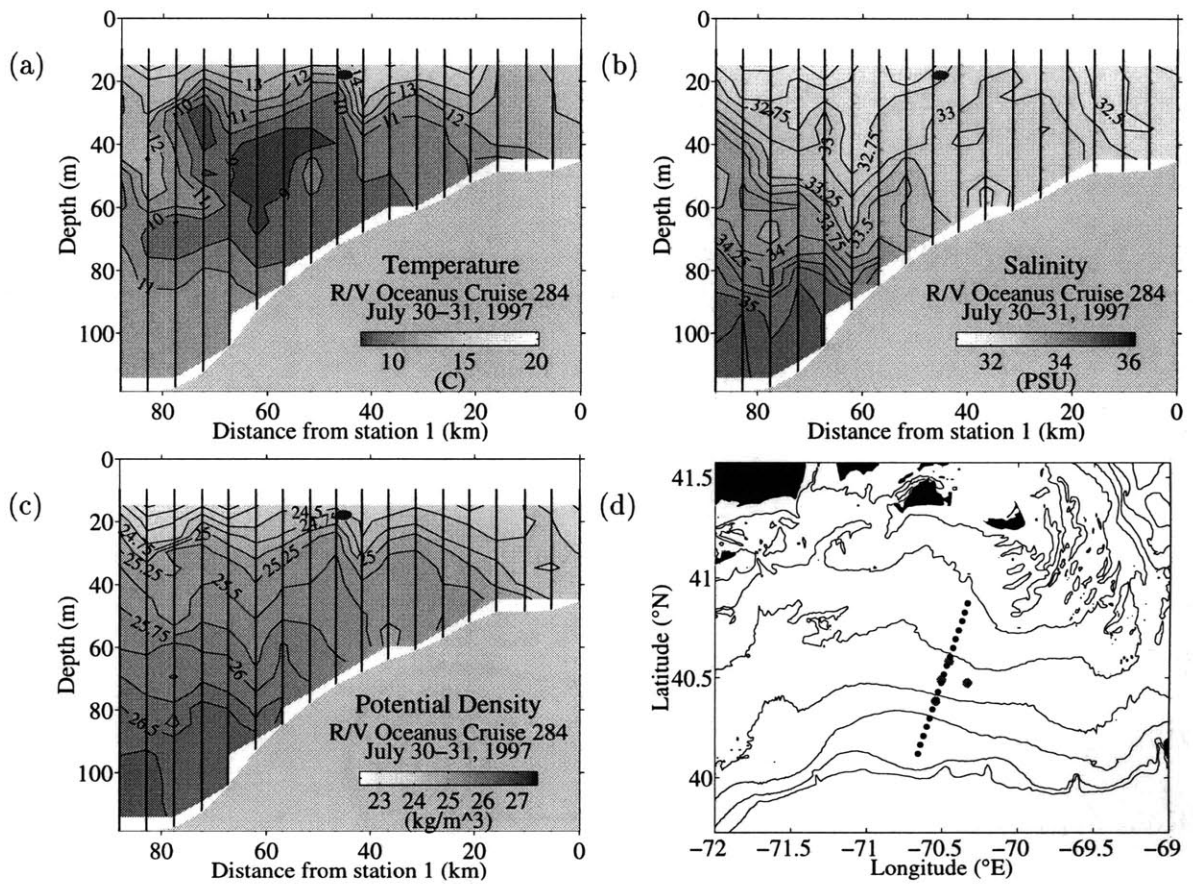 (a)
0
20
40
60
80
100
Depth (m)
13
12
14
10
10
11
13
11
12
12
9
11
9
10
11
Temperature
R/V Oceanus Cruise 284
July 30–31, 1997
10 15 20
(C)
80 60 40 20 0
Distance from station 1 (km)
(b)
0
20
40
60
80
100
Depth (m)
32.75
33
33
32.75
32.5
33.25
33.75
33.5
34
34.25
35
Salinity
R/V Oceanus Cruise 284
July 30–31, 1997
32 34 36
(PSU)
80 60 40 20 0
Distance from station 1 (km)
(c)
0
20
40
60
80
100
Depth (m)
24.5
24.75
25
25.25
25.25
25
25.5
25.75
26
26.5
Potential Density
R/V Oceanus Cruise 284
July 30–31, 1997
23 24 25 26 27
(kg/m^3)
80 60 40 20 0
Distance from station 1 (km)
(d)
41.5
41
40.5
40
Latitude (°N)
−72 −71.5 −71 −70.5 −70 −69.5 −69
Longitude (°E)